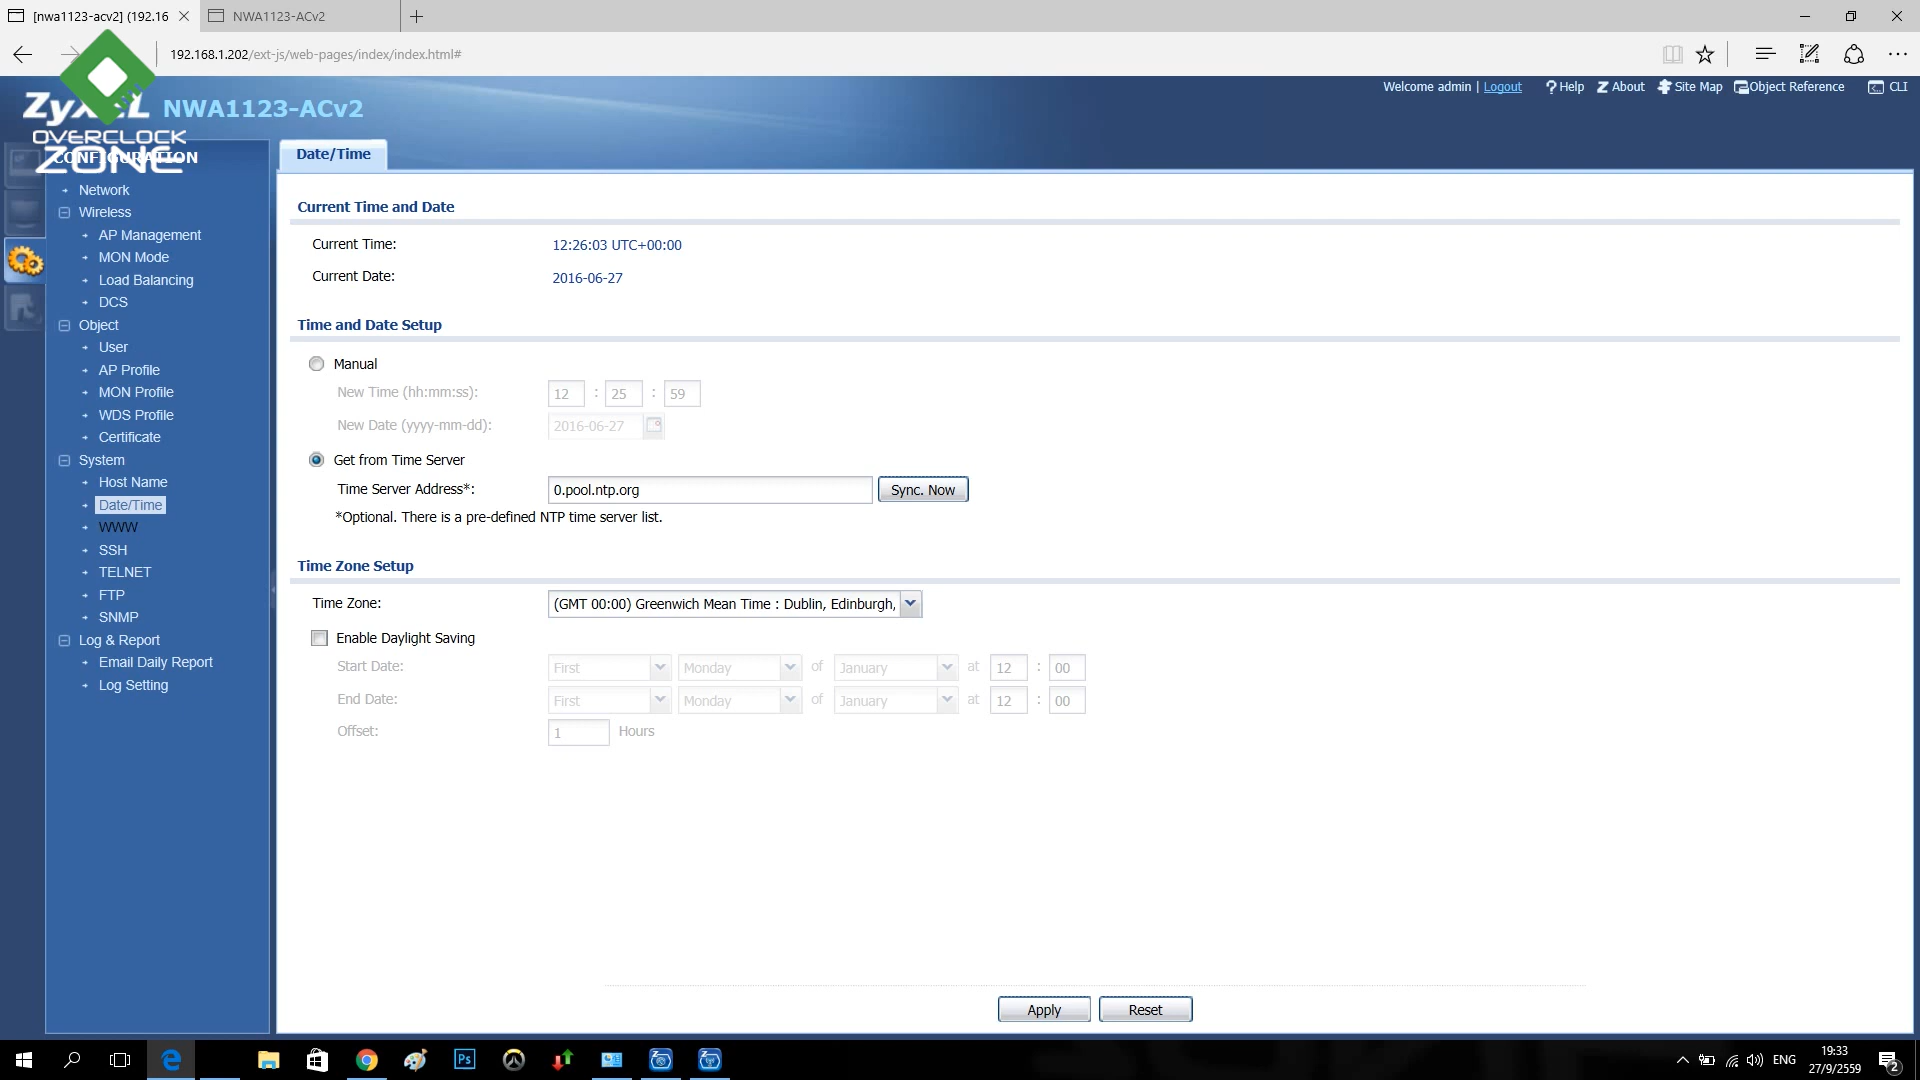 [nwa1123-acv2] (192.16
NWA1123-ACv2
192.168.1.202/ext-js/web-pages/index/index.html#
ZyXEL NWA1123-ACv2
Welcome admin | Logout ?Help Z About Site Map Object Reference CLI
OVERCLOCK
ZONE
CONFIGURATION
Network
Wireless
AP Management
MON Mode
Load Balancing
DCS
Object
User
AP Profile
MON Profile
WDS Profile
Certificate
System
Host Name
Date/Time
WWW
SSH
TELNET
FTP
SNMP
Log & Report
Email Daily Report
Log Setting
Date/Time
Current Time and Date
Current Time: 12:26:03 UTC+00:00
Current Date: 2016-06-27
Time and Date Setup
Manual
New Time (hh:mm:ss): 12 : 25 : 59
New Date (yyyy-mm-dd): 2016-06-27
Get from Time Server
Time Server Address*: 0.pool.ntp.org Sync. Now
*Optional. There is a pre-defined NTP time server list.
Time Zone Setup
Time Zone: (GMT 00:00) Greenwich Mean Time : Dublin, Edinburgh,
Enable Daylight Saving
Start Date: First Monday of January at 12 : 00
End Date: First Monday of January at 12 : 00
Offset: 1 Hours
Apply Reset
Ps
ENG
19:33
27/9/2559
2